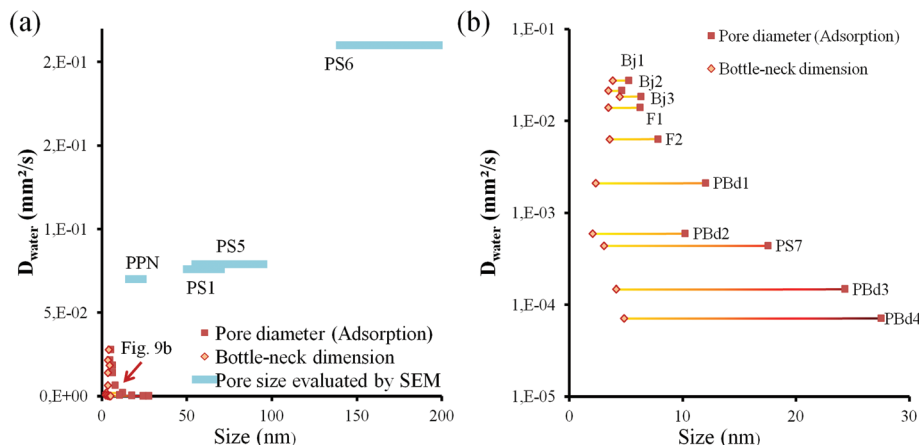 (a)
D_water (mm²/s)
2,E-01
2,E-01
1,E-01
5,E-02
0,E+00
PS6
PPN
PS5
PS1
Fig. 9b
Pore diameter (Adsorption)
Bottle-neck dimension
Pore size evaluated by SEM
0 50 100 150 200
Size (nm)
(b)
D_water (mm²/s)
1,E-01
1,E-02
1,E-03
1,E-04
1,E-05
Pore diameter (Adsorption)
Bottle-neck dimension
Bj1
Bj2
Bj3
F1
F2
PBd1
PBd2
PS7
PBd3
PBd4
0 10 20 30
Size (nm)